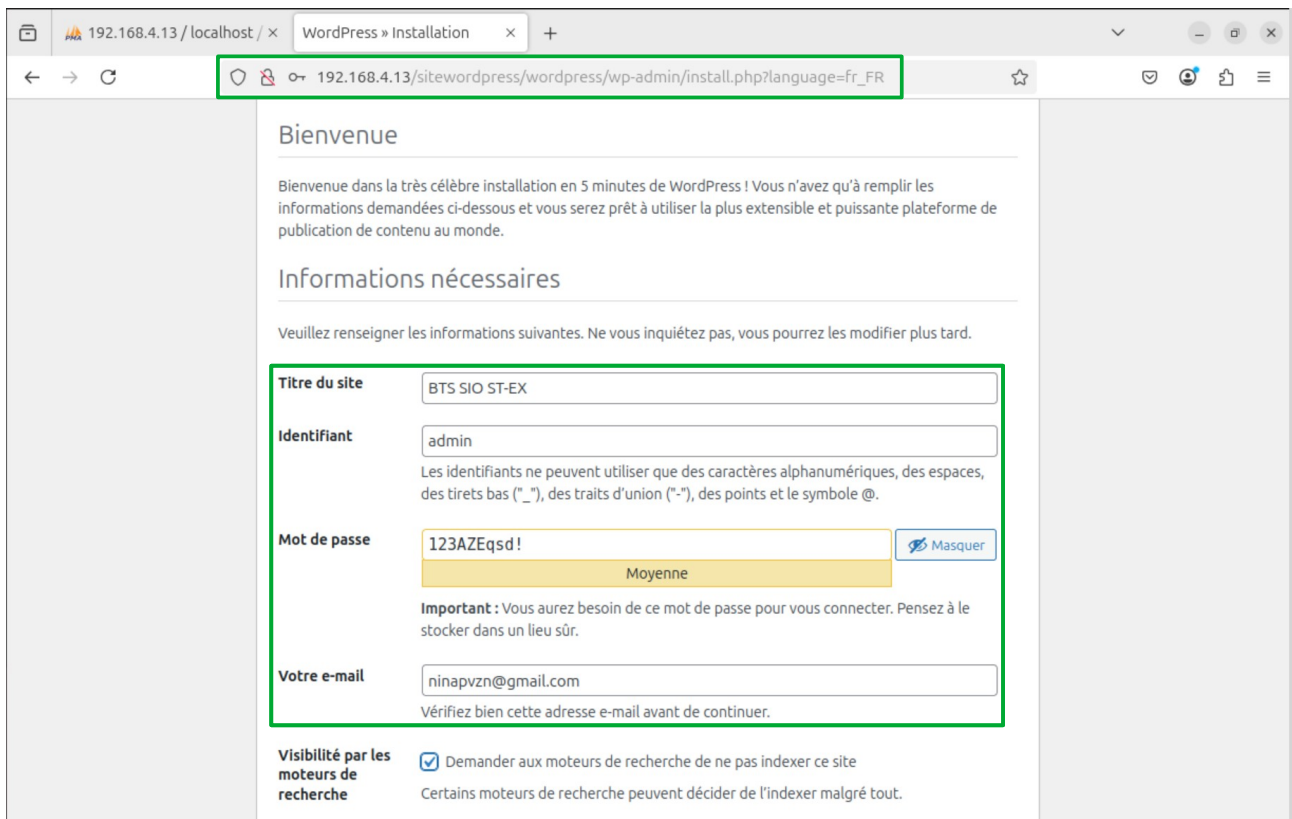 192.168.4.13 / localhost /
WordPress » Installation
192.168.4.13/sitewordpress/wordpress/wp-admin/install.php?language=fr_FR
Bienvenue
Bienvenue dans la très célèbre installation en 5 minutes de WordPress ! Vous n’avez qu’à remplir les
informations demandées ci-dessous et vous serez prêt à utiliser la plus extensible et puissante plateforme de
publication de contenu au monde.
Informations nécessaires
Veuillez renseigner les informations suivantes. Ne vous inquiétez pas, vous pourrez les modifier plus tard.
Titre du site
BTS SIO ST-EX
Identifiant
admin
Les identifiants ne peuvent utiliser que des caractères alphanumériques, des espaces,
des tirets bas ("_"), des traits d’union ("-"), des points et le symbole @.
Mot de passe
123AZEqsd!
Masquer
Moyenne
Important : Vous aurez besoin de ce mot de passe pour vous connecter. Pensez à le
stocker dans un lieu sûr.
Votre e-mail
ninapvzn@gmail.com
Vérifiez bien cette adresse e-mail avant de continuer.
Visibilité par les
moteurs de
recherche
Demander aux moteurs de recherche de ne pas indexer ce site
Certains moteurs de recherche peuvent décider de l’indexer malgré tout.